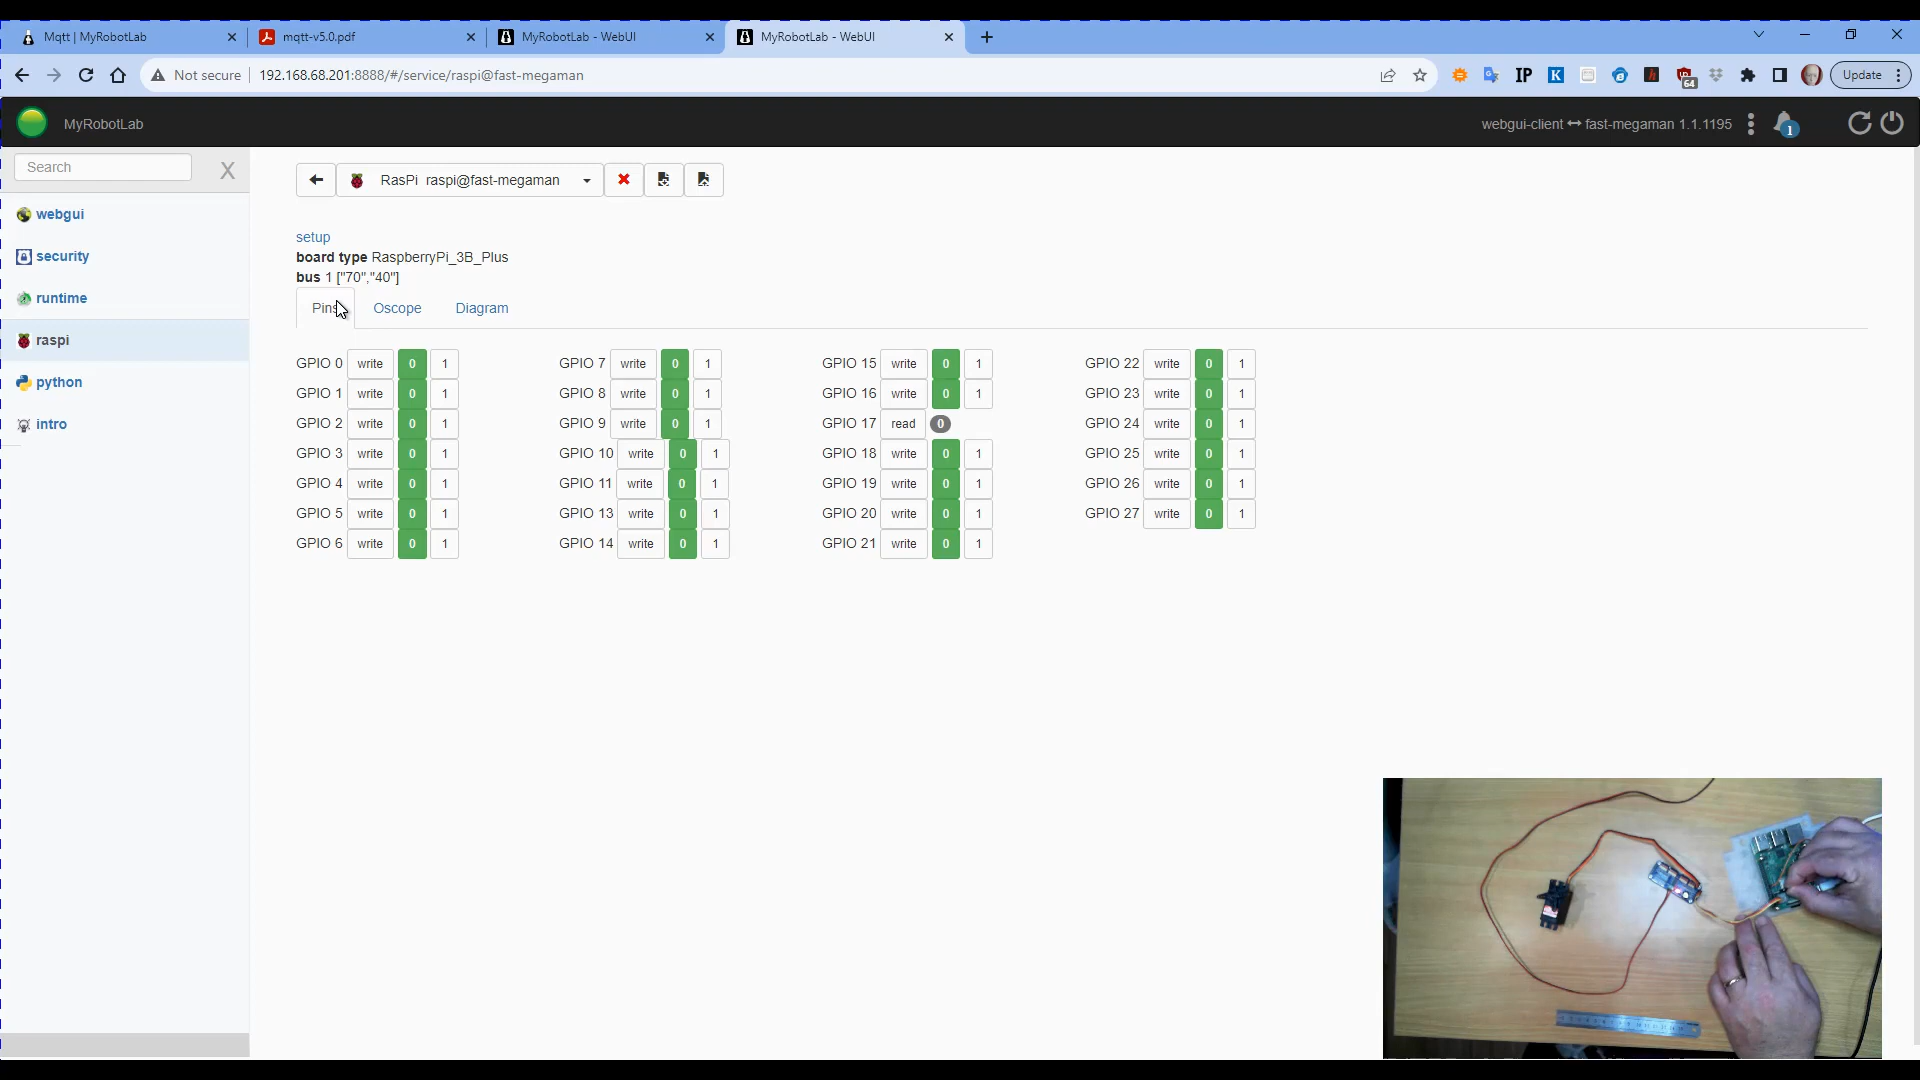 Mqtt | MyRobotLab
mqtt-v5.0.pdf
MyRobotLab - WebUI
MyRobotLab - WebUI
Not secure
192.168.68.201:8888/#/service/raspi@fast-megaman
IP
K
64
Update
MyRobotLab
webgui-client ↔ fast-megaman 1.1.1195
1
Search
X
webgui
security
runtime
raspi
python
intro
RasPi raspi@fast-megaman
setup
board type RaspberryPi_3B_Plus
bus 1 ["70","40"]
Pins
Oscope
Diagram
GPIO 0 write 0 1
GPIO 1 write 0 1
GPIO 2 write 0 1
GPIO 3 write 0 1
GPIO 4 write 0 1
GPIO 5 write 0 1
GPIO 6 write 0 1
GPIO 7 write 0 1
GPIO 8 write 0 1
GPIO 9 write 0 1
GPIO 10 write 0 1
GPIO 11 write 0 1
GPIO 13 write 0 1
GPIO 14 write 0 1
GPIO 15 write 0 1
GPIO 16 write 0 1
GPIO 17 read 0
GPIO 18 write 0 1
GPIO 19 write 0 1
GPIO 20 write 0 1
GPIO 21 write 0 1
GPIO 22 write 0 1
GPIO 23 write 0 1
GPIO 24 write 0 1
GPIO 25 write 0 1
GPIO 26 write 0 1
GPIO 27 write 0 1